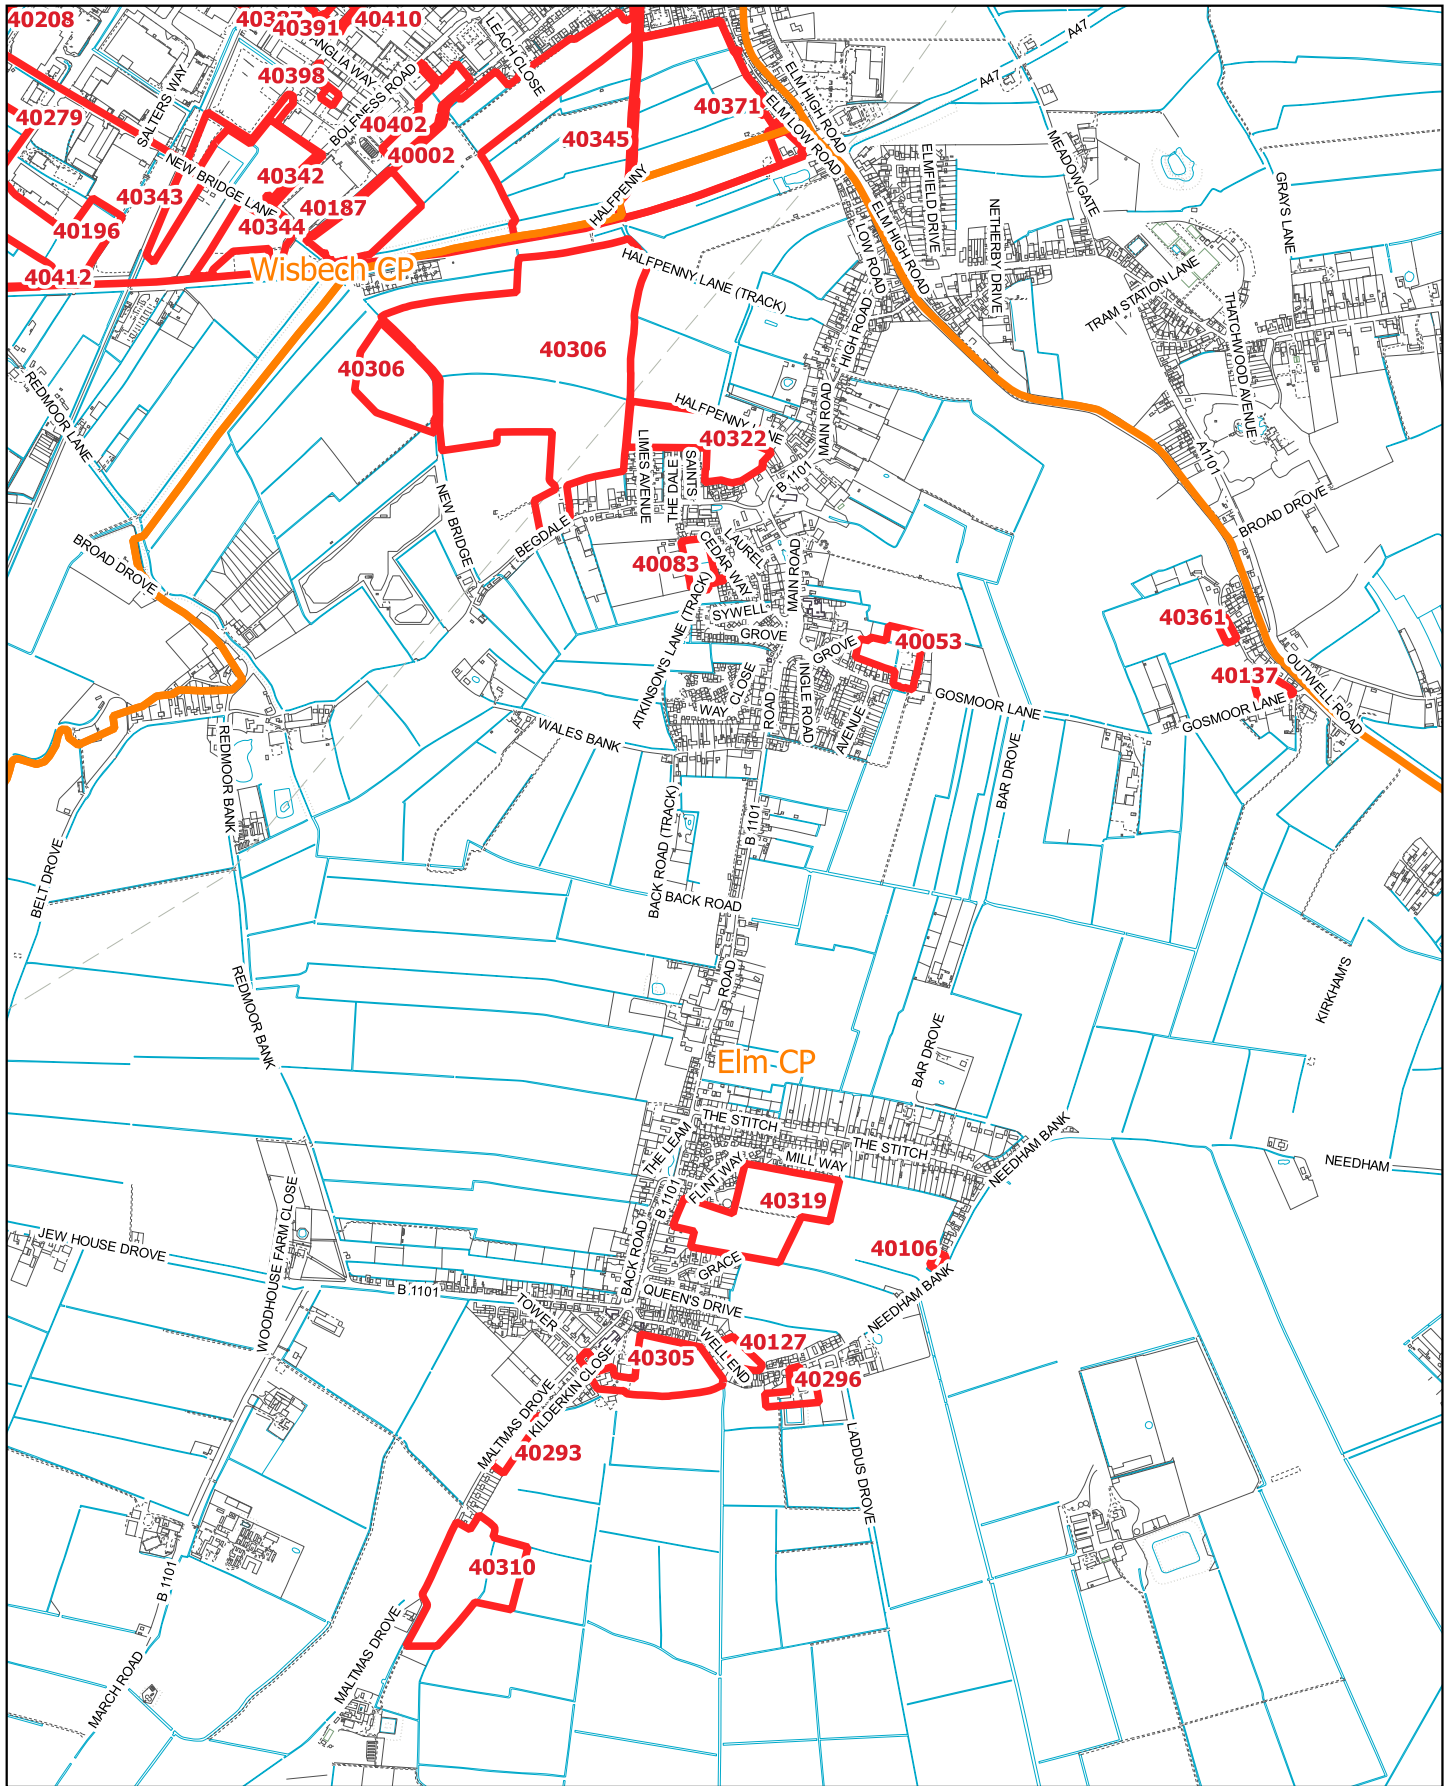 40208
40391
40410
LEACH CLOSE
ANGLIA WAY
40398
BOLENESS ROAD
SALTERS WAY
40279
40402
40002
40345
40371
ELM HIGH ROAD
ELM LOW ROAD
A47
A47
MEADOWGATE
ELMFIELD DRIVE
GRAYS LANE
NEW BRIDGE LANE
40342
40343
40187
40344
40196
40412
Wisbech CP
HALFPENNY
HALFPENNY LANE (TRACK)
LOW ROAD
ELM HIGH ROAD
NETHERBY DRIVE
TRAM STATION LANE
THATCHWOOD AVENUE
HIGH ROAD
40306
40306
REDMOOR LANE
MAIN ROAD
HALFPENNY LANE
40322
LIMES AVENUE
THE DALE
SAINTS
B 1101
A1101
BROAD DROVE
NEW BRIDGE
BEGDALE
BROAD DROVE
40083
CEDAR WAY
LAUREL
MAIN ROAD
SYWELL
GROVE
GROVE
40053
40361
40137
OUTWELL ROAD
GOSMOOR LANE
GOSMOOR LANE
ATKINSON'S LANE (TRACK)
WAY
CLOSE
ROAD
INGLE ROAD
AVENUE
WALES BANK
REDMOOR BANK
BAR DROVE
BACK ROAD (TRACK)
B 1101
BACK ROAD
BELT DROVE
REDMOOR BANK
ROAD
KIRKHAM'S
Elm CP
BAR DROVE
THE STITCH
THE STITCH
THE LEAM
MILL WAY
FLINT WAY
NEEDHAM BANK
NEEDHAM
B 1101
40319
40106
JEW HOUSE DROVE
WOODHOUSE FARM CLOSE
BACK ROAD
GRACE
B 1101
QUEEN'S DRIVE
TOWER
NEEDHAM BANK
WELL END
40127
40305
40296
KILDERKIN CLOSE
MALTMAS DROVE
40293
LADDUS DROVE
40310
B 1101
MALTMAS DROVE
MARCH ROAD